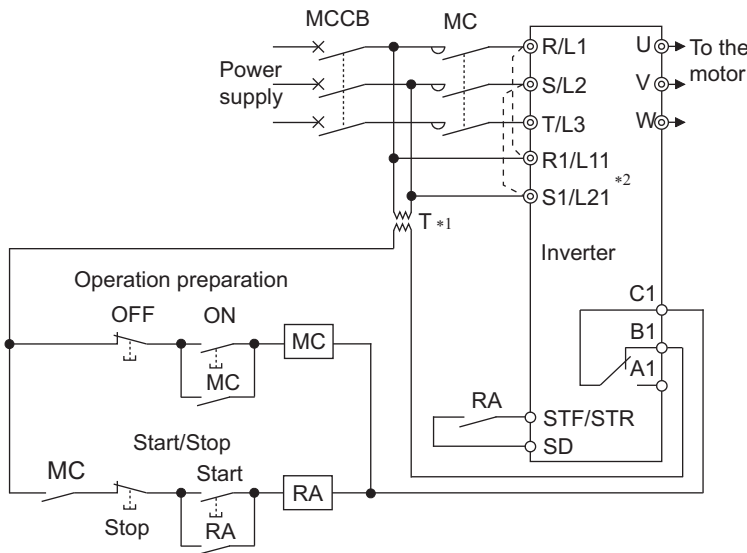 MCCB
MC
R/L1
U
To the
motor
Power
supply
S/L2
V
T/L3
W
R1/L11
*2
S1/L21
T *1
Inverter
Operation preparation
OFF
ON
MC
MC
C1
B1
A1
RA
STF/STR
SD
Start/Stop
MC
Start
RA
Stop
RA